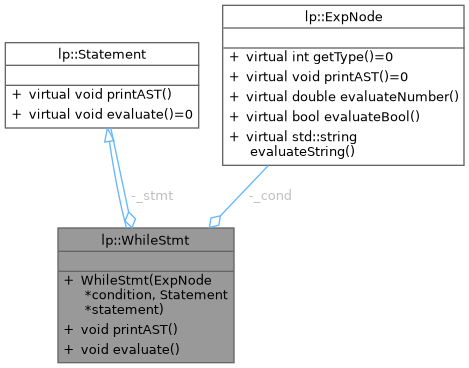 lp::ExpNode
+ virtual int getType()=0
+ virtual void printAST()=0
+ virtual double evaluateNumber()
+ virtual bool evaluateBool()
+ virtual std::string
evaluateString()
lp::Statement
+ virtual void printAST()
+ virtual void evaluate()=0
-_stmt
-_cond
lp::WhileStmt
+ WhileStmt(ExpNode
*condition, Statement
*statement)
+ void printAST()
+ void evaluate()